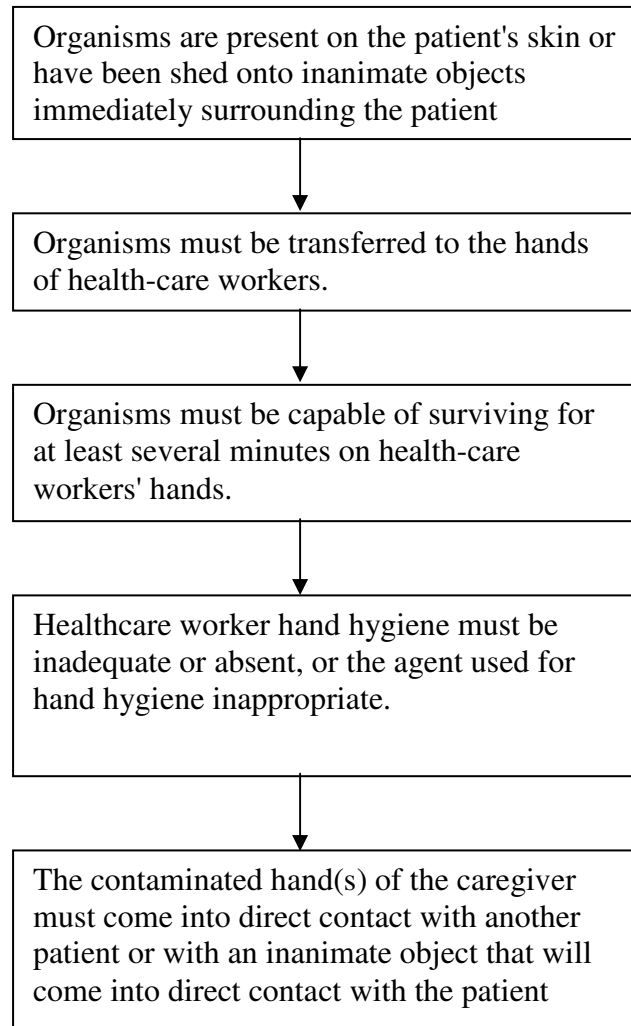 Organisms are present on the patient's skin or
have been shed onto inanimate objects
immediately surrounding the patient
Organisms must be transferred to the hands
of health-care workers.
Organisms must be capable of surviving for
at least several minutes on health-care
workers' hands.
Healthcare worker hand hygiene must be
inadequate or absent, or the agent used for
hand hygiene inappropriate.
The contaminated hand(s) of the caregiver
must come into direct contact with another
patient or with an inanimate object that will
come into direct contact with the patient